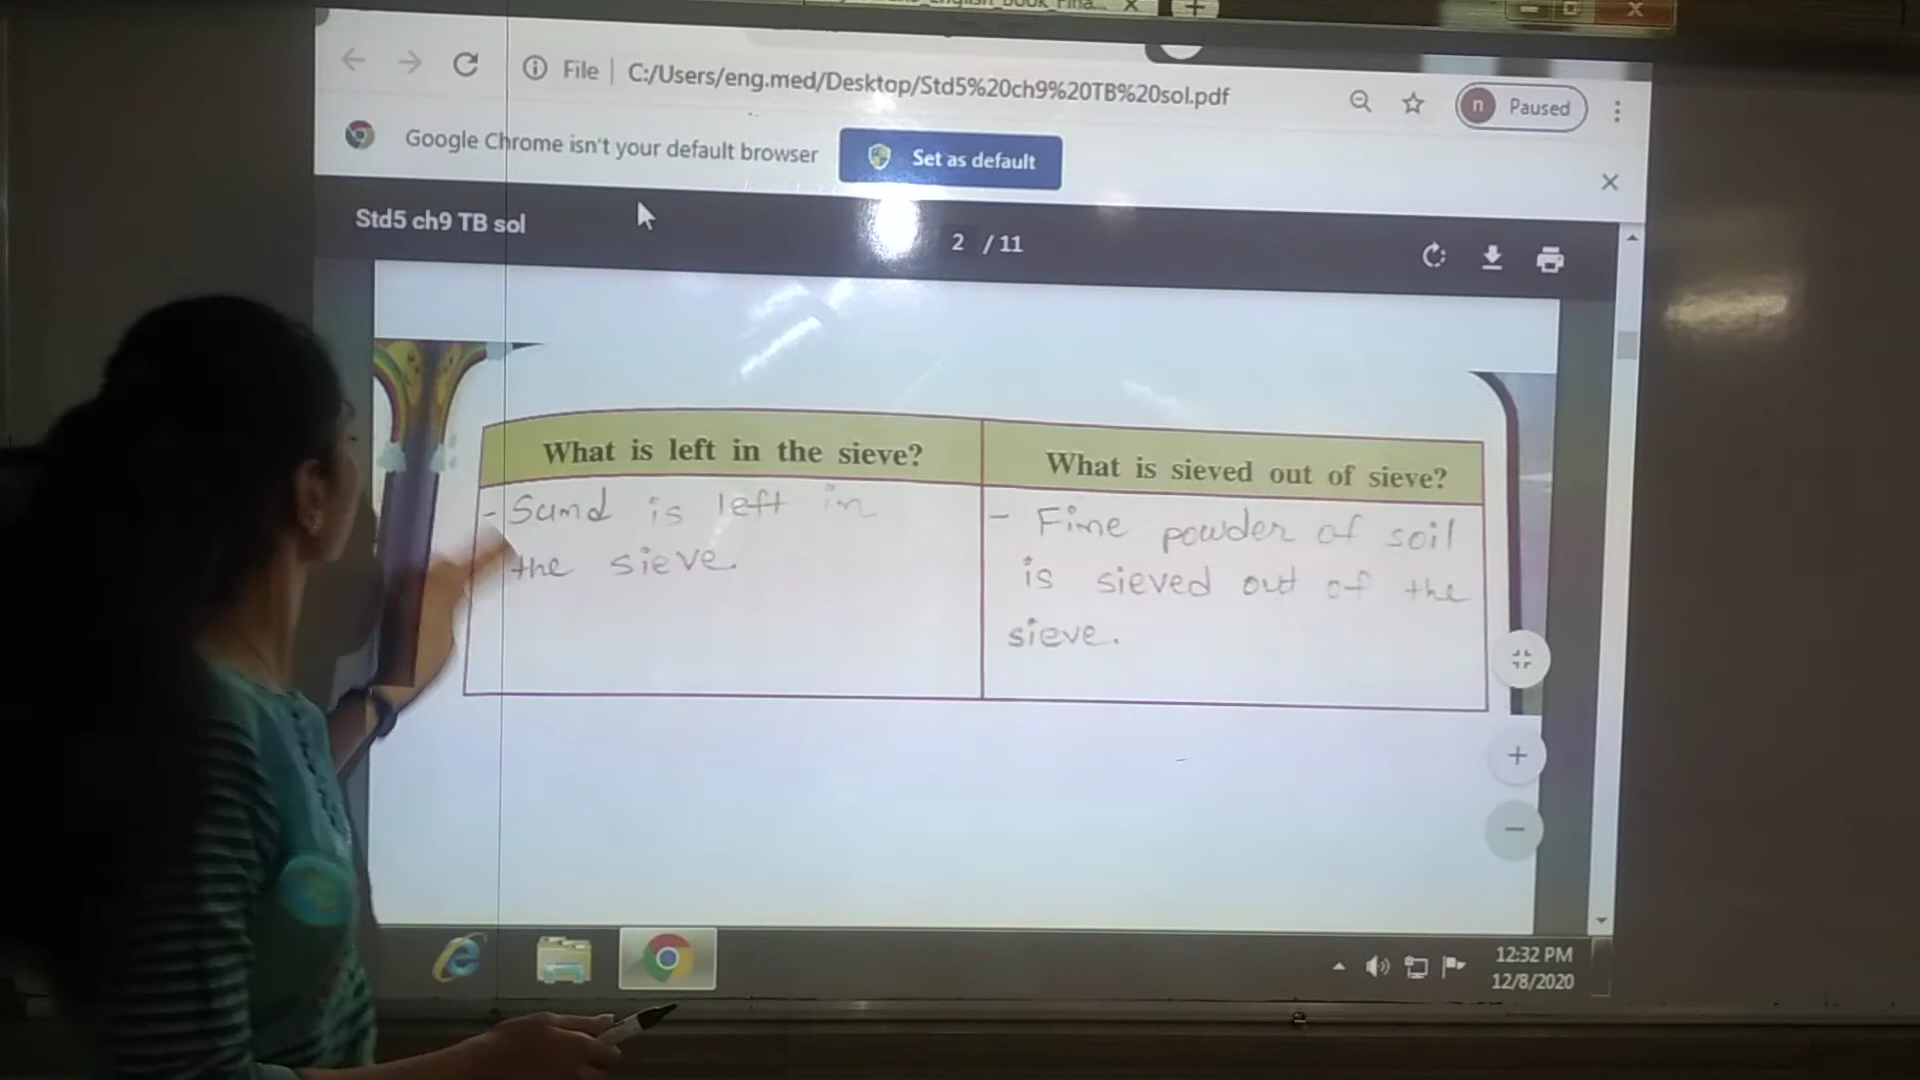 File | C:/Users/eng.med/Desktop/Std5%20ch9%20TB%20sol.pdf
n Paused
Google Chrome isn't your default browser
Set as default
Std5 ch9 TB sol
2 / 11
What is left in the sieve?
What is sieved out of sieve?
- Sand is left in
the sieve.
- Fine powder of soil
is sieved out of the
sieve.
12:32 PM
12/8/2020